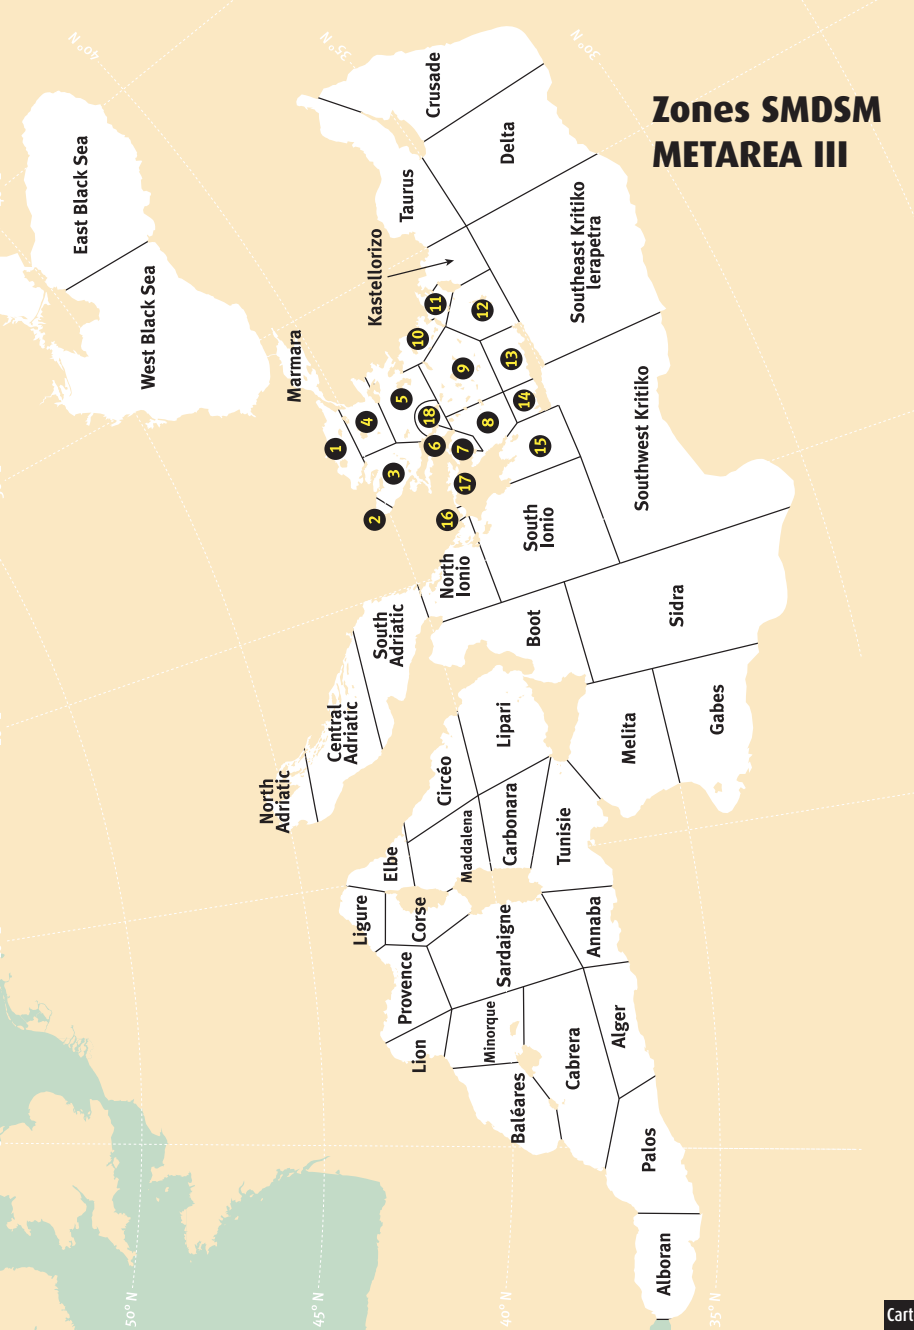 Zones SMDSM
METAREA III
40° N
35° N
30° N
East Black Sea
West Black Sea
Marmara
Crusade
Delta
Taurus
Kastellorizo
Southeast Kritiko
Ierapetra
Southwest Kritiko
1
2
3
4
5
6
7
8
9
10
11
12
13
14
15
16
17
18
South
Ionio
North
Ionio
South
Adriatic
Central
Adriatic
North
Adriatic
Boot
Sidra
Gabes
Melita
Lipari
Circéo
Carbonara
Maddalena
Tunisie
Elbe
Ligure
Corse
Sardaigne
Annaba
Provence
Lion
Minorque
Cabrera
Alger
Baléares
Palos
Alboran
50° N
45° N
40° N
35° N
Cart